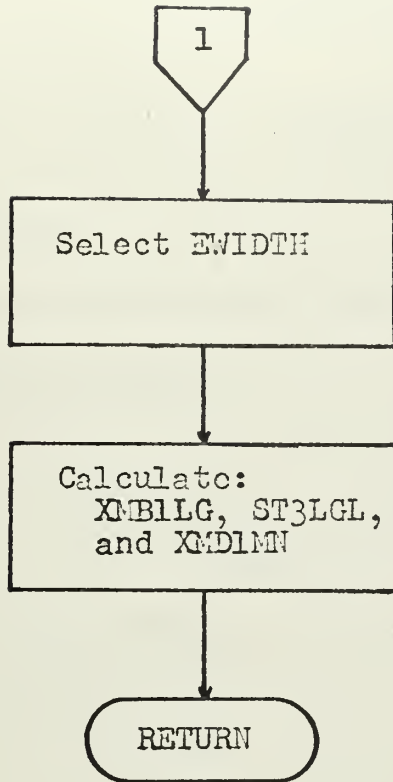 1
Select EWIDTH
Calculate:
XMB1LG, ST3LGL,
and XMD1MN
RETURN